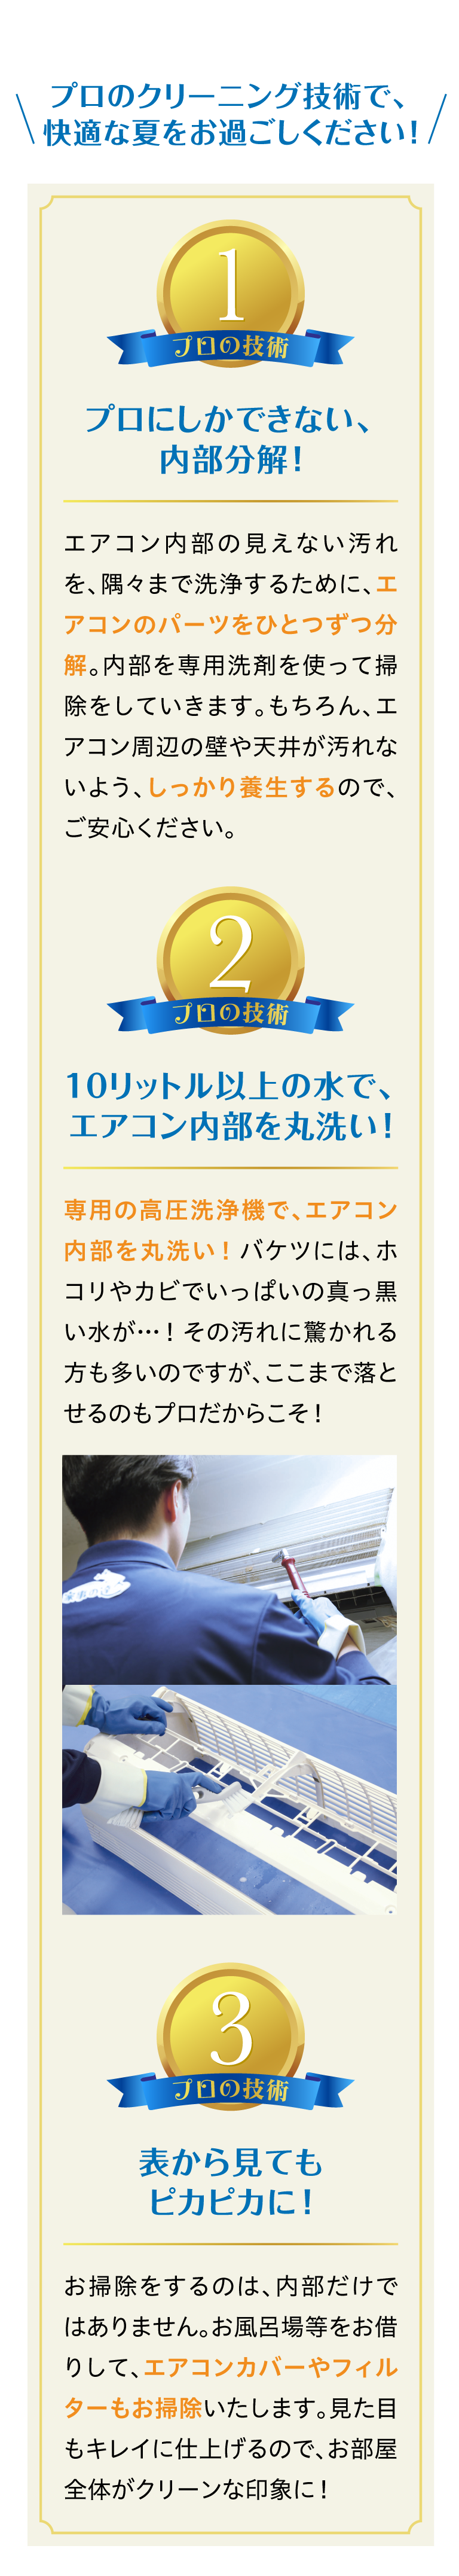 プロのクリーニング技術で、
快適な夏をお過ごしください！
1
プロの技術
プロにしかできない、
内部分解！
エアコン内部の見えない汚れ
を、隅々まで洗浄するために、エ
アコンのパーツをひとつずつ分
解。内部を専用洗剤を使って掃
除をしていきます。もちろん、エ
アコン周辺の壁や天井が汚れな
いよう、しっかり養生するので、
ご安心ください。
2
プロの技術
10リットル以上の水で、
エアコン内部を丸洗い！
専用の高圧洗浄機で、エアコン
内部を丸洗い！バケツには、ホ
コリやカビでいっぱいの真っ黒
い水が…！その汚れに驚かれる
方も多いのですが、ここまで落と
せるのもプロだからこそ！
3
プロの技術
表から見ても
ピカピカに！
お掃除をするのは、内部だけで
はありません。お風呂場等をお借
りして、エアコンカバーやフィル
ターもお掃除いたします。見た目
もキレイに仕上げるので、お部屋
全体がクリーンな印象に！